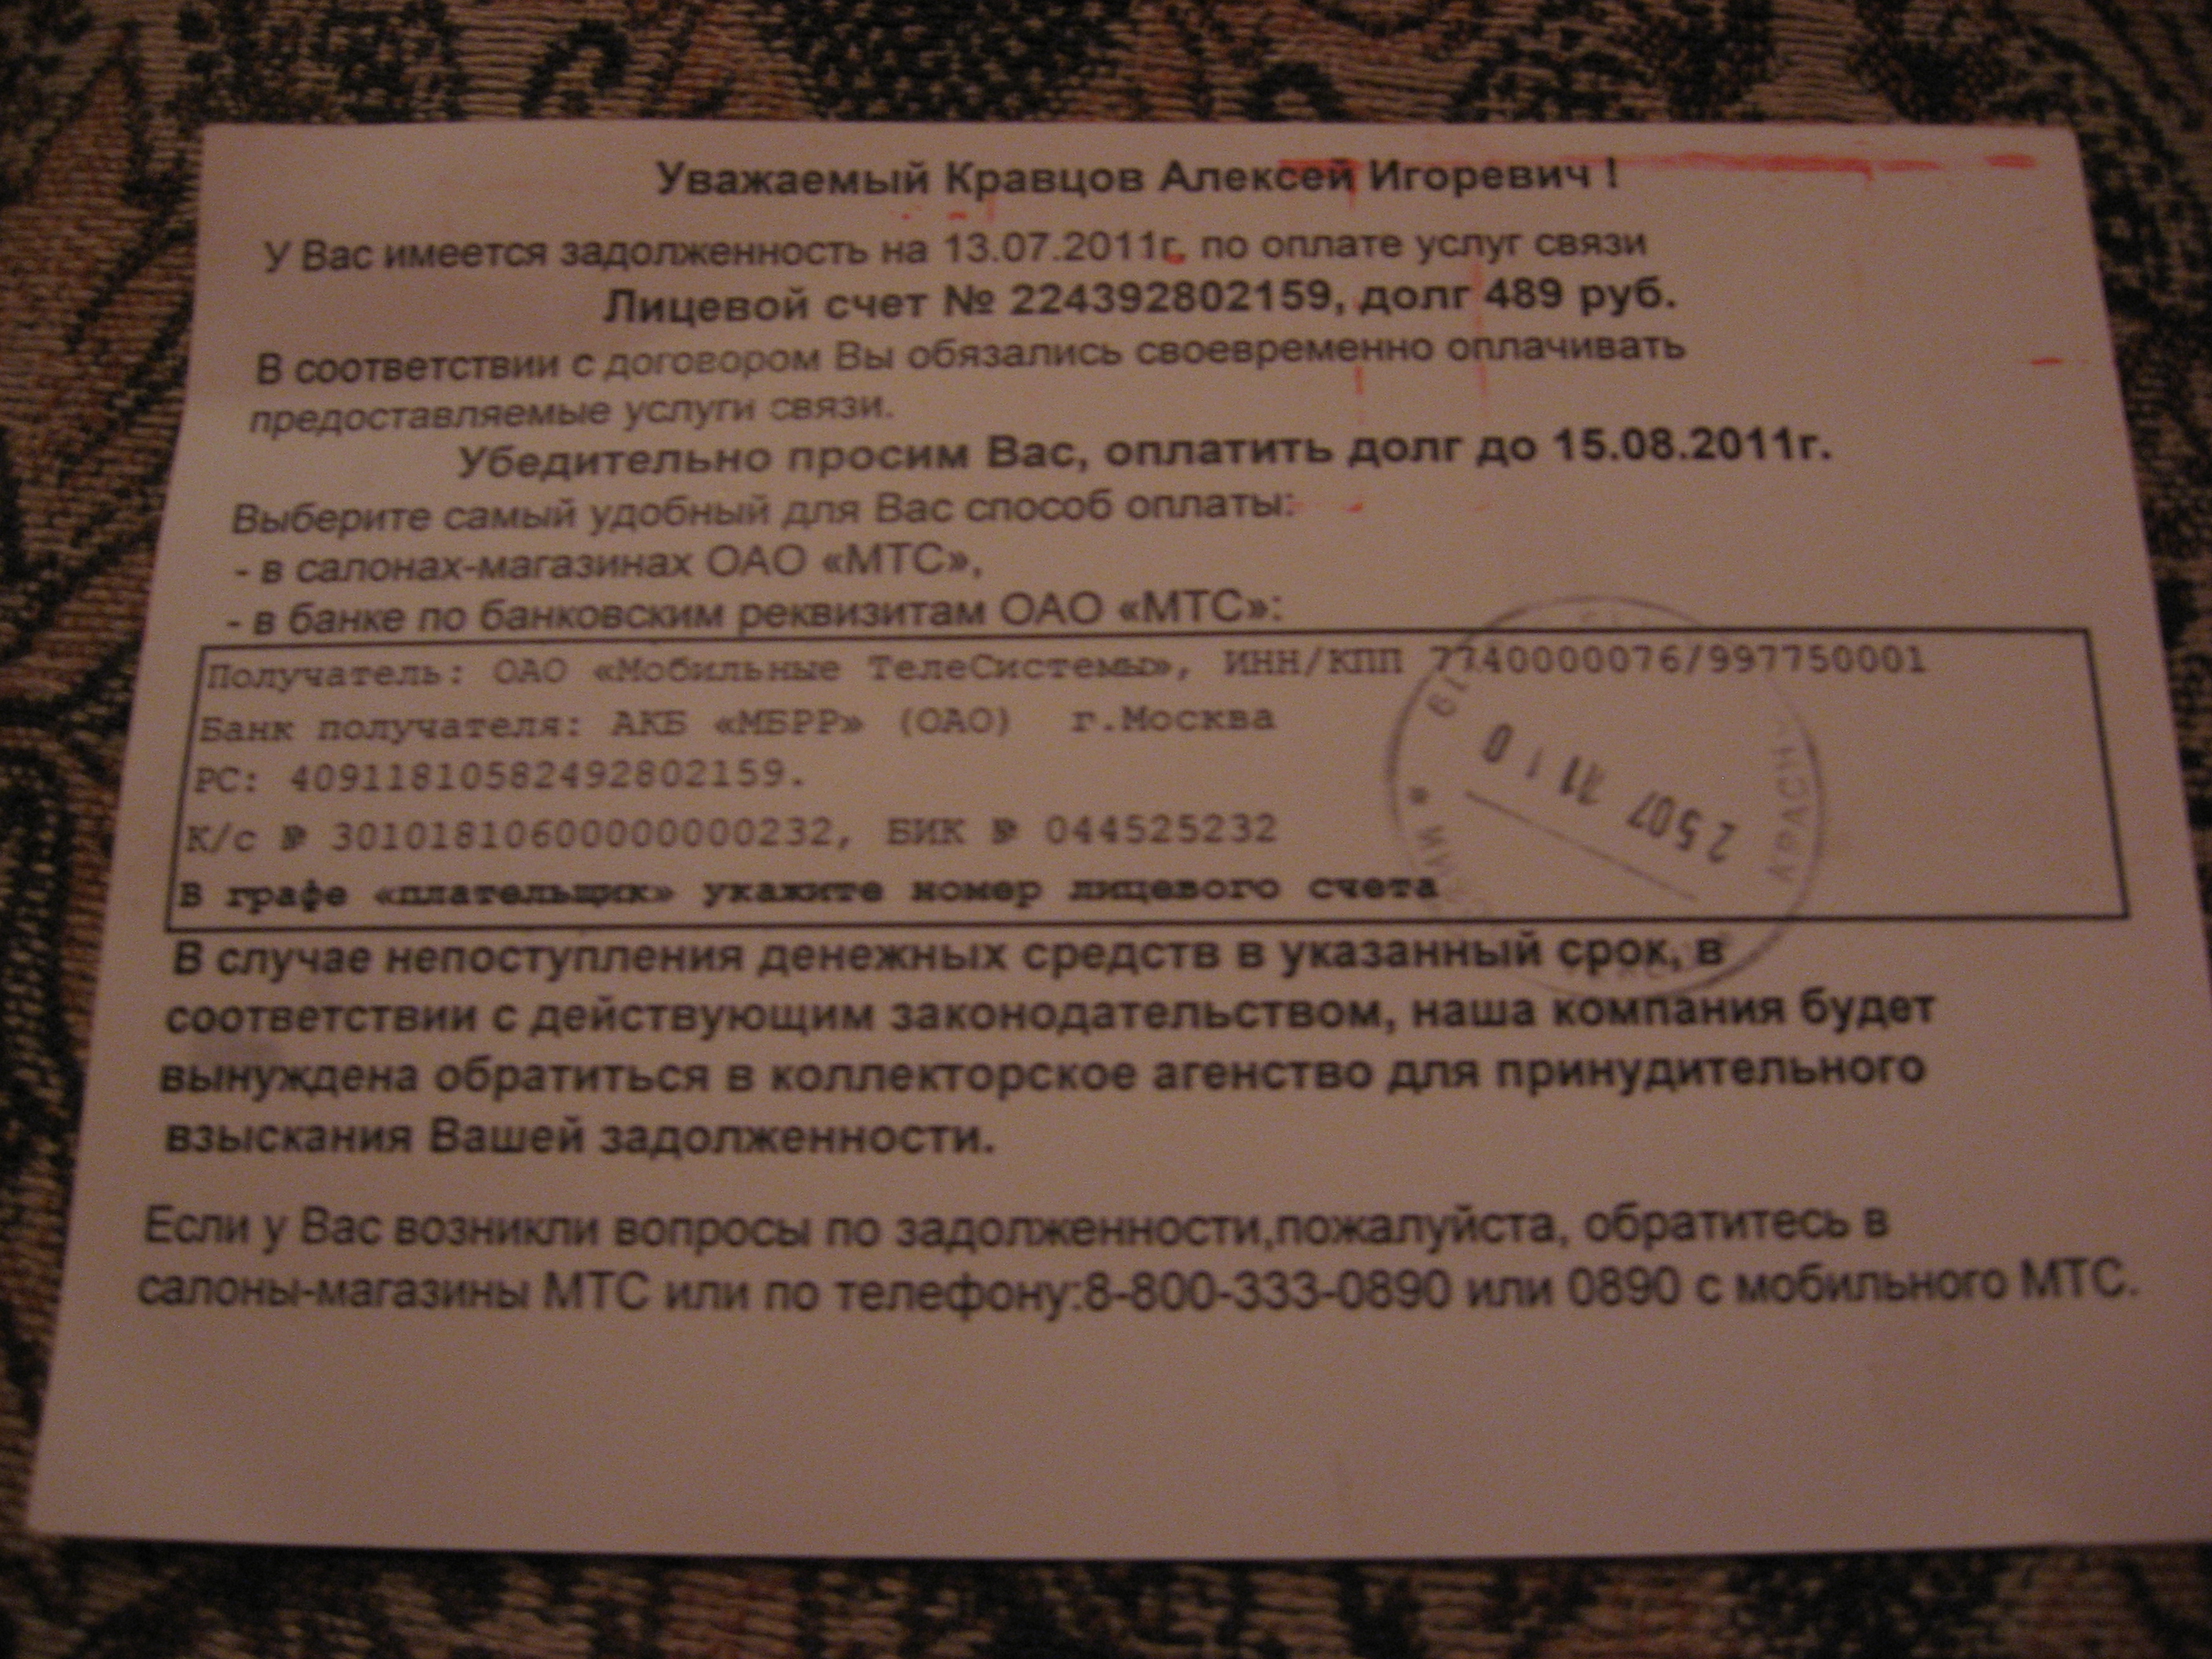 Уважаемый Кравцов Алексей Игоревич !
У Вас имеется задолженность на 13.07.2011г. по оплате услуг связи
Лицевой счет № 224392802159, долг 489 руб.
В соответствии с договором Вы обязались своевременно оплачивать
предоставляемые услуги связи.
Убедительно просим Вас, оплатить долг до 15.08.2011г.
Выберите самый удобный для Вас способ оплаты:
- в салонах-магазинах ОАО «МТС»,
- в банке по банковским реквизитам ОАО «МТС»:
Получатель: ОАО «Мобильные ТелеСистемы», ИНН/КПП 7740000076/997750001
Банк получателя: АКБ «МБРР» (ОАО) г.Москва
РС: 40911810582492802159.
К/с № 30101810600000000232, БИК № 044525232
В графе «плательщик» укажите номер лицевого счета
2507 11 10
В случае непоступления денежных средств в указанный срок, в
соответствии с действующим законодательством, наша компания будет
вынуждена обратиться в коллекторское агенство для принудительного
взыскания Вашей задолженности.
Если у Вас возникли вопросы по задолженности,пожалуйста, обратитесь в
салоны-магазины МТС или по телефону:8-800-333-0890 или 0890 с мобильного МТС.